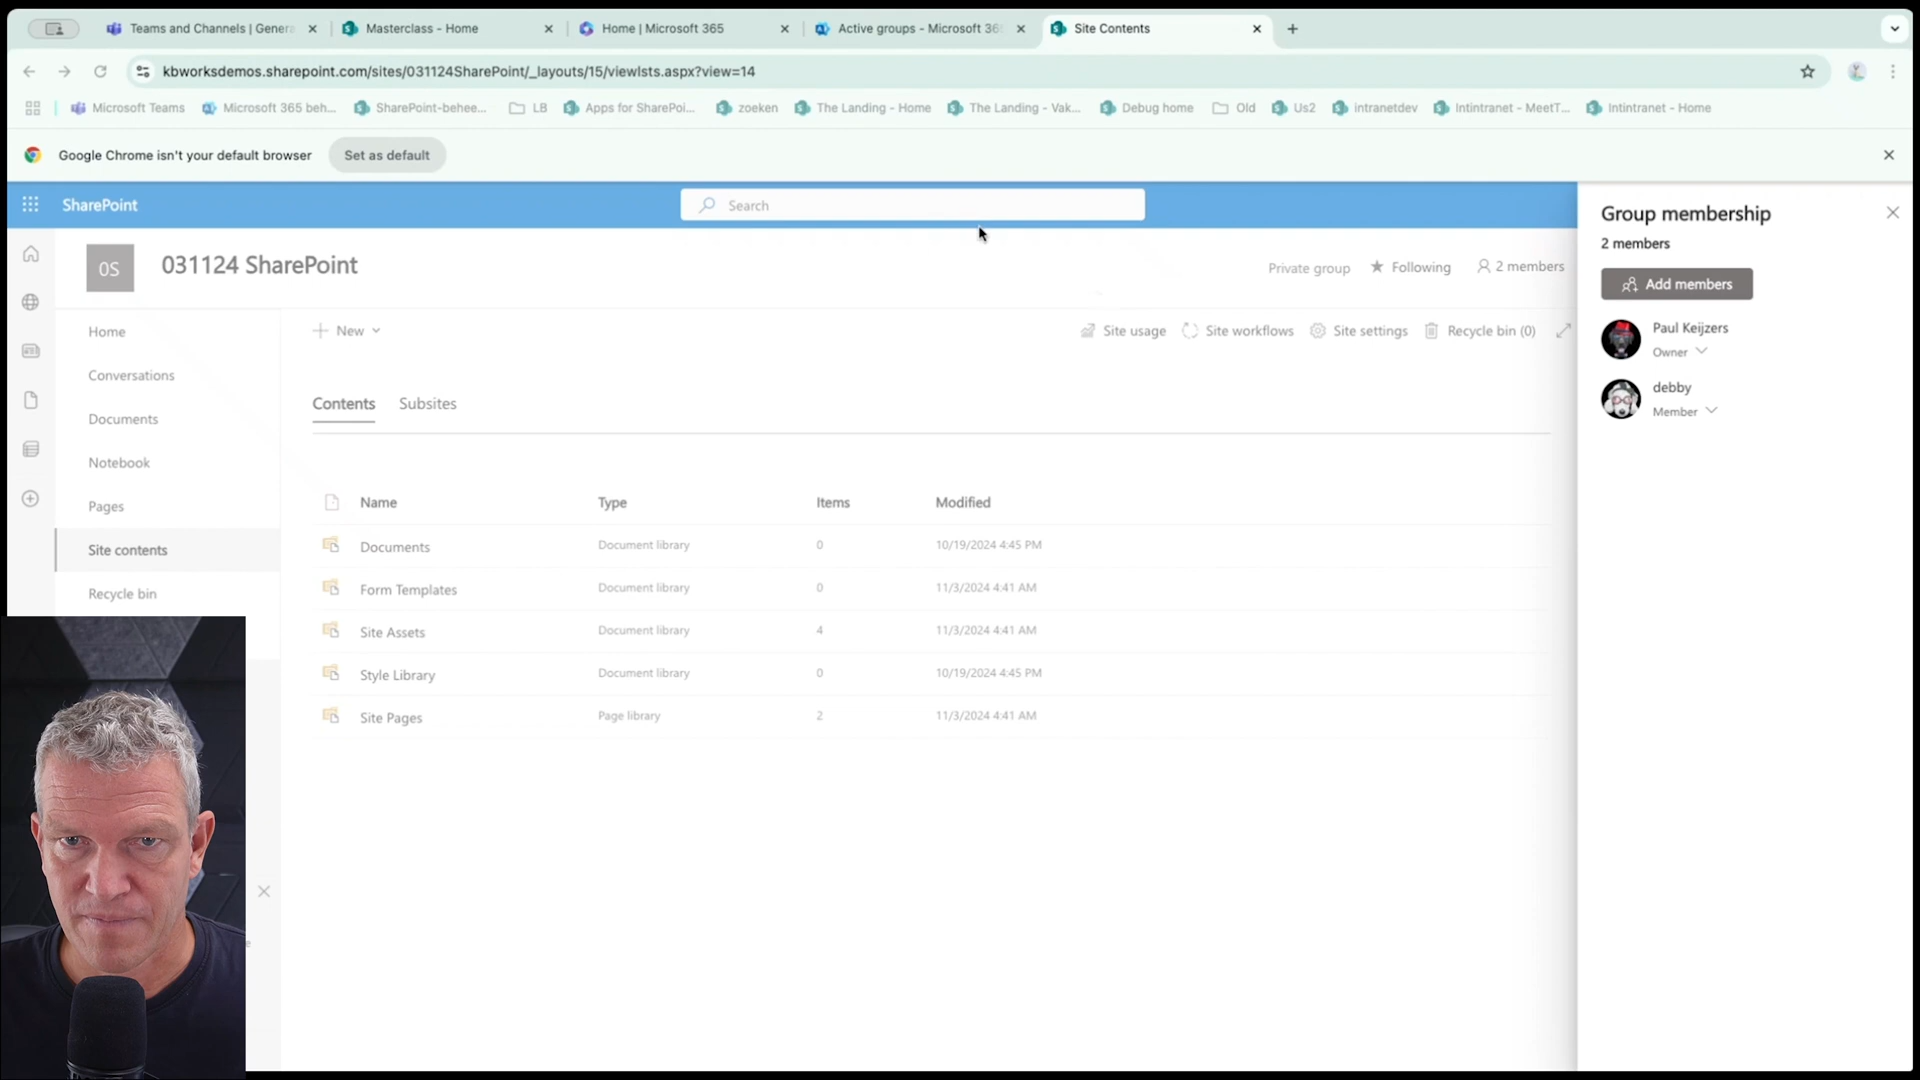 Teams and Channels | Genera
Masterclass - Home
Home | Microsoft 365
Active groups - Microsoft 36
Site Contents
kbworksdemos.sharepoint.com/sites/031124SharePoint/_layouts/15/viewlsts.aspx?view=14
Microsoft Teams
Microsoft 365 beh...
SharePoint-behee...
LB
Apps for SharePoi...
zoeken
The Landing - Home
The Landing - Vak...
Debug home
Old
Us2
intranetdev
Intintranet - MeetT...
Intintranet - Home
Google Chrome isn't your default browser
Set as default
SharePoint
Search
0S
031124 SharePoint
Private group
Following
2 members
Home
Conversations
Documents
Notebook
Pages
Site contents
Recycle bin
New
Site usage
Site workflows
Site settings
Recycle bin (0)
Contents
Subsites
Name Type Items Modified
Documents Document library 0 10/19/2024 4:45 PM
Form Templates Document library 0 11/3/2024 4:41 AM
Site Assets Document library 4 11/3/2024 4:41 AM
Style Library Document library 0 10/19/2024 4:45 PM
Site Pages Page library 2 11/3/2024 4:41 AM
Group membership
2 members
Add members
Paul Keijzers
Owner
debby
Member